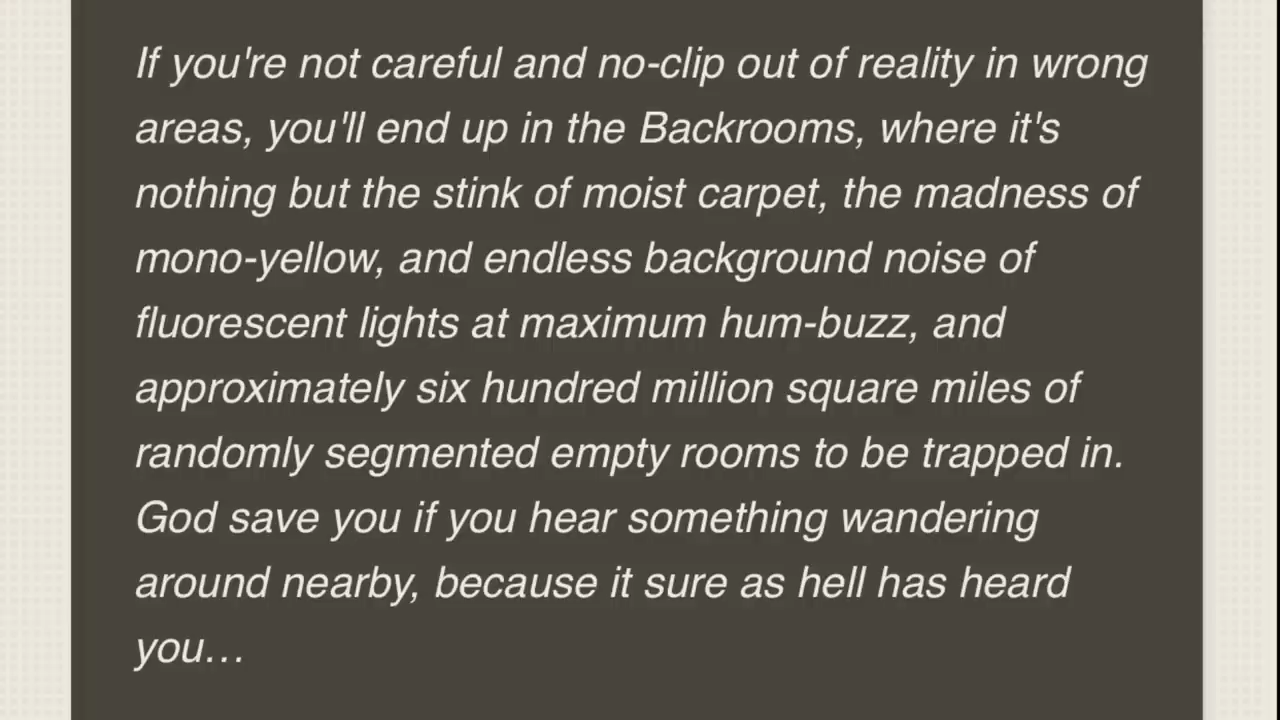 If you're not careful and no-clip out of reality in wrong
areas, you'll end up in the Backrooms, where it's
nothing but the stink of moist carpet, the madness of
mono-yellow, and endless background noise of
fluorescent lights at maximum hum-buzz, and
approximately six hundred million square miles of
randomly segmented empty rooms to be trapped in.
God save you if you hear something wandering
around nearby, because it sure as hell has heard
you…